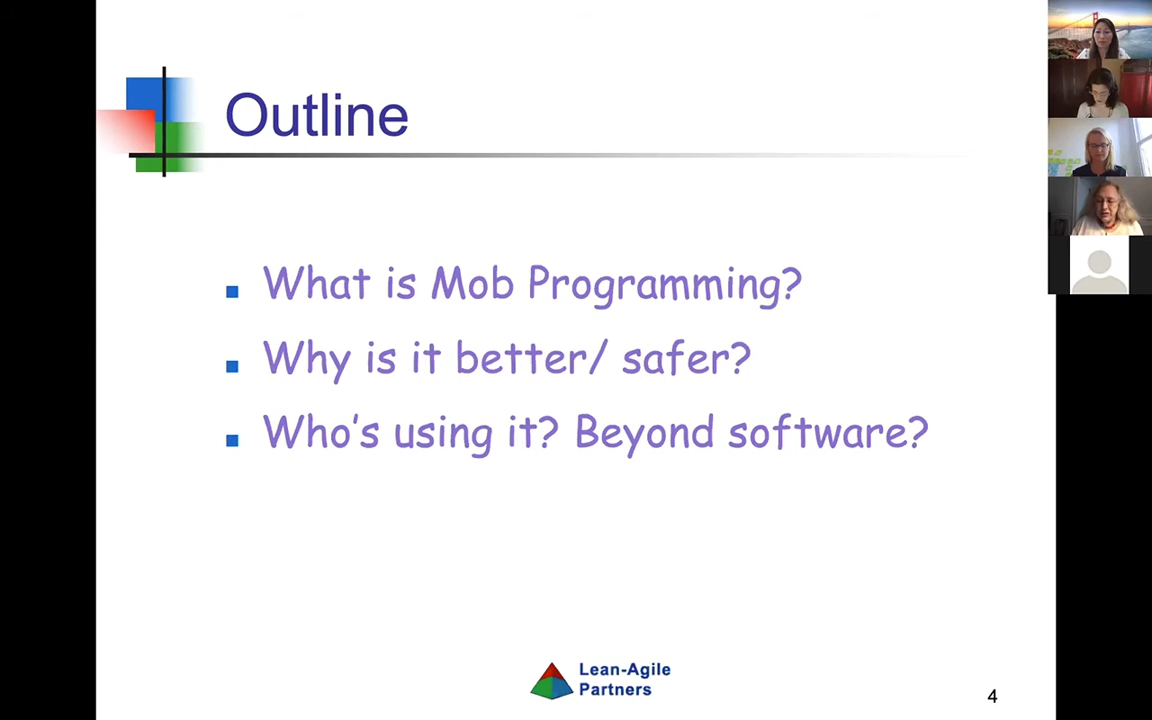 Outline
What is Mob Programming?
Why is it better/ safer?
Who's using it? Beyond software?
Lean-Agile
Partners
4